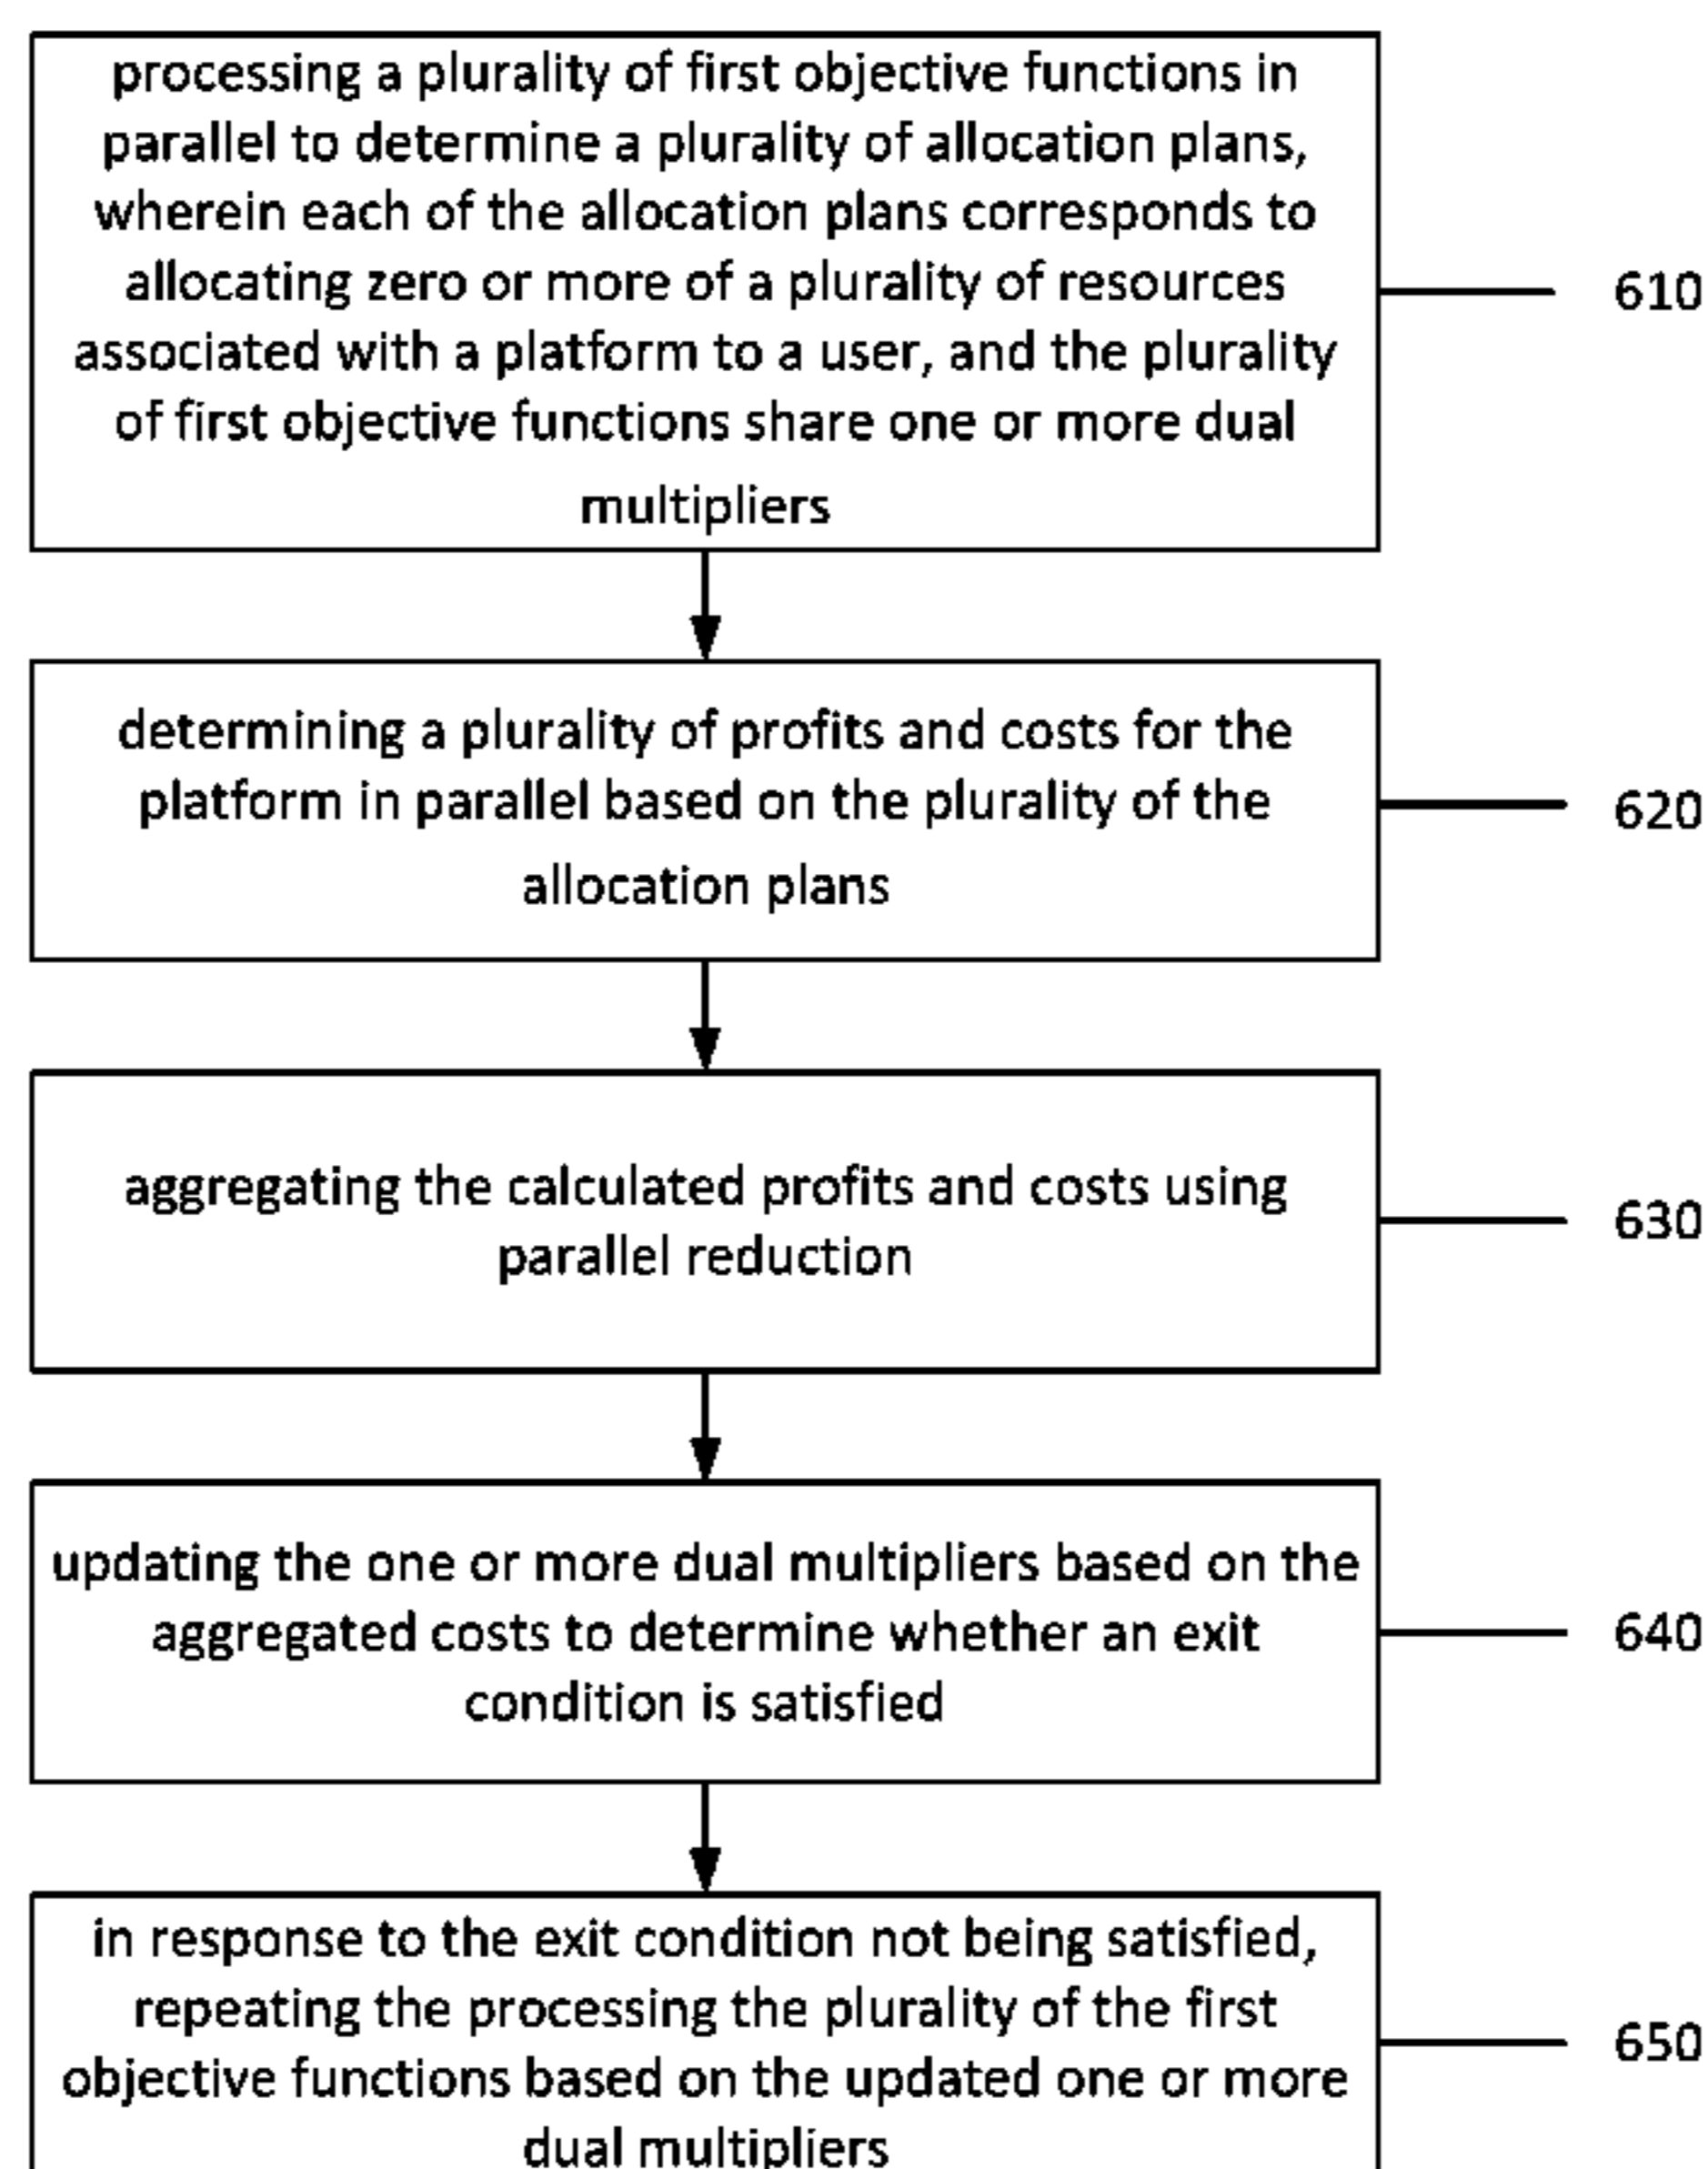 processing a plurality of first objective functions in
parallel to determine a plurality of allocation plans,
wherein each of the allocation plans corresponds to
allocating zero or more of a plurality of resources
associated with a platform to a user, and the plurality
of first objective functions share one or more dual
multipliers
610
determining a plurality of profits and costs for the
platform in parallel based on the plurality of the
allocation plans
620
aggregating the calculated profits and costs using
parallel reduction
630
updating the one or more dual multipliers based on the
aggregated costs to determine whether an exit
condition is satisfied
640
in response to the exit condition not being satisfied,
repeating the processing the plurality of the first
objective functions based on the updated one or more
dual multipliers
650